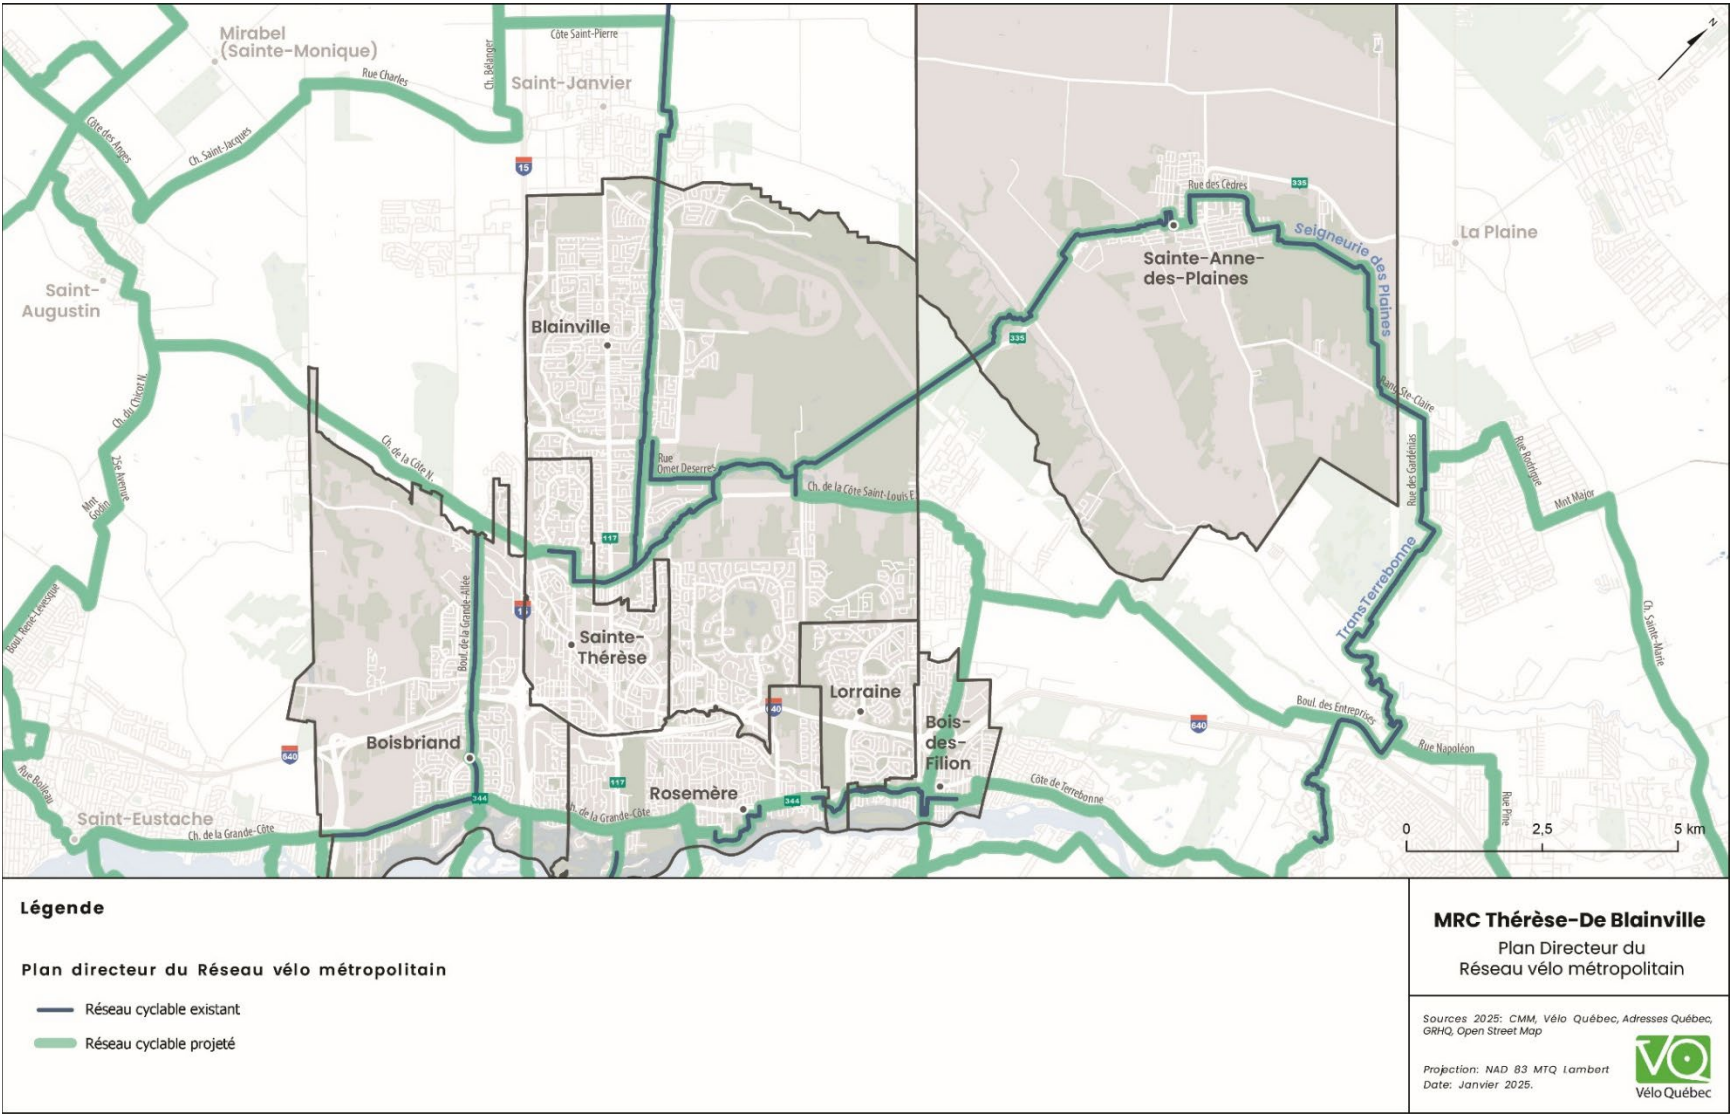 Mirabel
(Sainte-Monique)
Côte Saint-Pierre
N
Rue Charles
Ch. Bélanger
Saint-Janvier
Côte des Anges
Ch. Saint-Jacques
15
Rue des Cèdres
335
Seigneurie des Plaines
La Plaine
Sainte-Anne-
des-Plaines
Saint-
Augustin
Blainville
335
Ch. du Chicot N.
Rang Ste-Claire
Ch. de la Côte N.
Rue
Omer Deserres
Rue des Gardénias
Rue Rodrigue
25e Avenue
Mnt
Godin
Ch. de la Côte Saint-Louis E.
Mnt Major
117
TransTerrebonne
Boul. René-Lévesque
Boul. de la Grande-Allée
15
Sainte-
Thérèse
Ch. Sainte-Marie
Lorraine
Bois-
des-
Filion
640
Boul. des Entreprises
640
Boisbriand
640
Rue Napoléon
Rue Boileau
117
Rosemère
344
344
Côte de Terrebonne
Rue Pine
Saint-Eustache
Ch. de la Grande-Côte
Ch. de la Grande-Côte
0 2,5 5 km
Légende
Plan directeur du Réseau vélo métropolitain
Réseau cyclable existant
Réseau cyclable projeté
MRC Thérèse-De Blainville
Plan Directeur du
Réseau vélo métropolitain
Sources 2025: CMM, Vélo Québec, Adresses Québec,
GRHQ, Open Street Map
Projection: NAD 83 MTQ Lambert
Date: Janvier 2025.
VQ
Vélo Québec